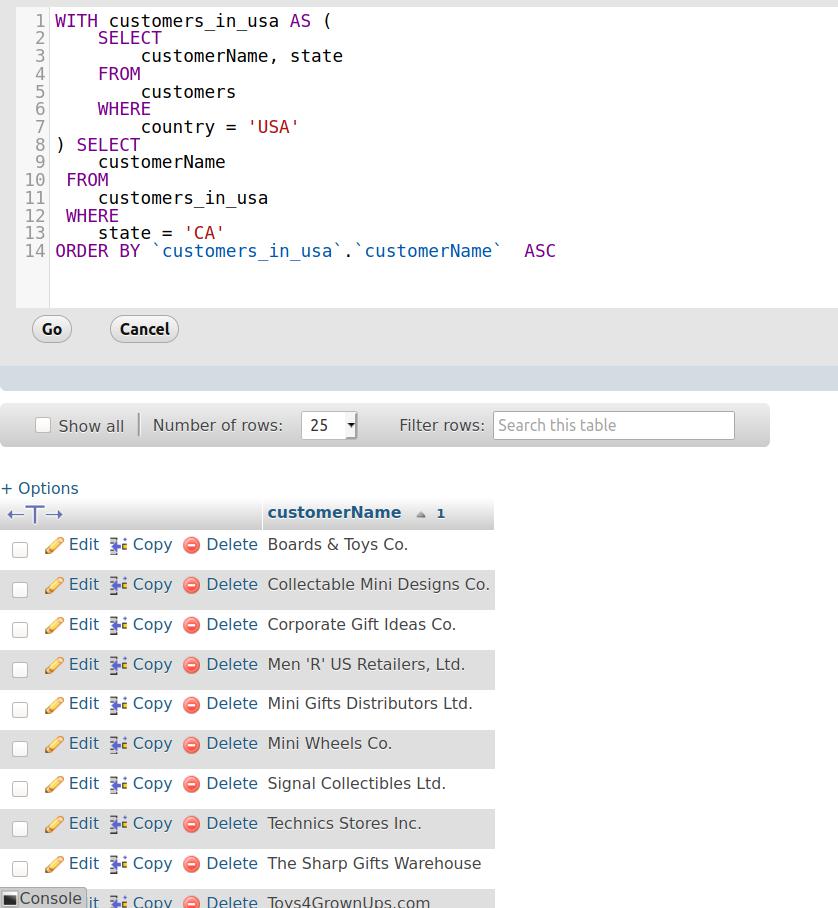 1 WITH customers_in_usa AS (
2 SELECT
3 customerName, state
4 FROM
5 customers
6 WHERE
7 country = 'USA'
8 ) SELECT
9 customerName
10 FROM
11 customers_in_usa
12 WHERE
13 state = 'CA'
14 ORDER BY `customers_in_usa`.`customerName` ASC
Go Cancel
Show all Number of rows: 25 Filter rows: Search this table
+ Options
←T→ customerName 1
Edit Copy Delete Boards & Toys Co.
Edit Copy Delete Collectable Mini Designs Co.
Edit Copy Delete Corporate Gift Ideas Co.
Edit Copy Delete Men 'R' US Retailers, Ltd.
Edit Copy Delete Mini Gifts Distributors Ltd.
Edit Copy Delete Mini Wheels Co.
Edit Copy Delete Signal Collectibles Ltd.
Edit Copy Delete Technics Stores Inc.
Edit Copy Delete The Sharp Gifts Warehouse
Console it Copy Delete Toys4GrownUps.com